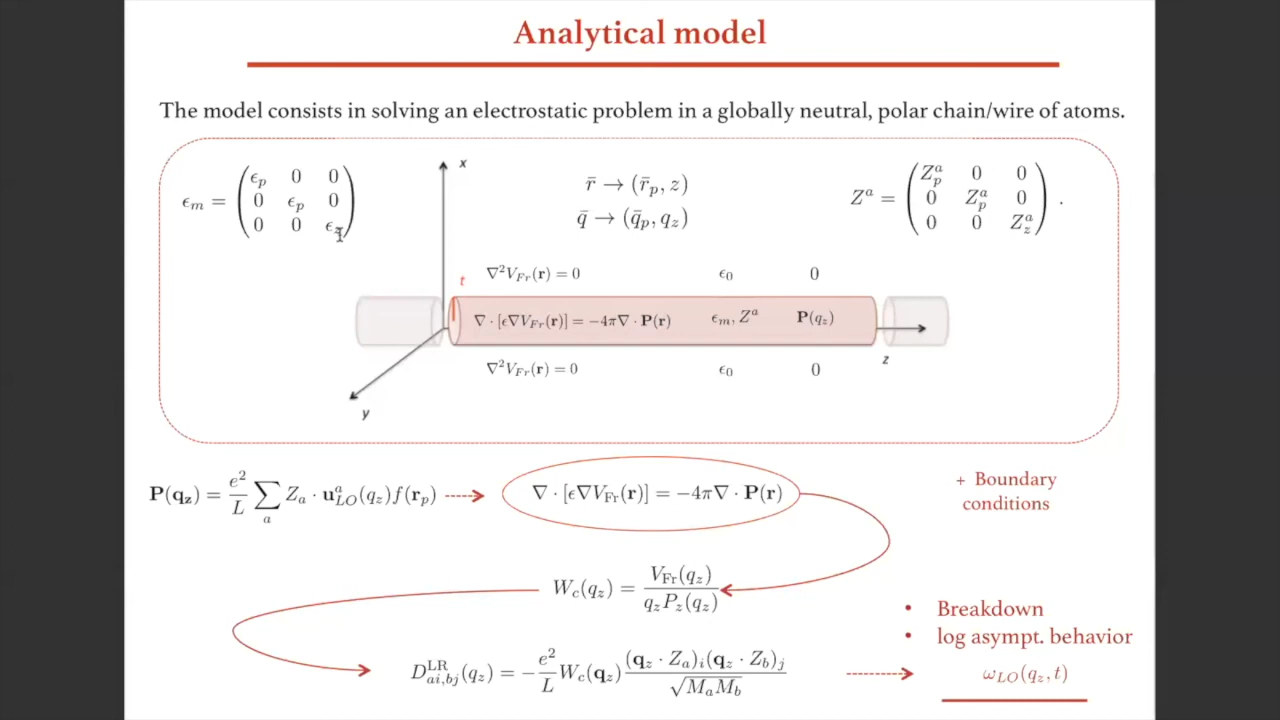 Analytical model
The model consists in solving an electrostatic problem in a globally neutral, polar chain/wire of atoms.
ϵ_m = (ϵ_p 0 0
0 ϵ_p 0
0 0 ϵ_z)
x
r̄ → (r̄_p, z)
q̄ → (q̄_p, q_z)
Z^a = (Z^a_p 0 0
0 Z^a_p 0
0 0 Z^a_z) .
t
∇²V_Fr(r) = 0 ϵ_0 0
∇ · [ϵ∇V_Fr(r)] = −4π∇ · P(r) ϵ_m, Z^a P(q_z)
∇²V_Fr(r) = 0 ϵ_0 0
z
y
P(q_z) = e²/L ∑_a Z_a · u^a_LO(q_z) f(r_p)
∇ · [ϵ∇V_Fr(r)] = −4π∇ · P(r)
+ Boundary
conditions
W_c(q_z) = V_Fr(q_z) / q_z P_z(q_z)
• Breakdown
• log asympt. behavior
D^LR_ai,bj(q_z) = −e²/L W_c(q_z) (q_z · Z_a)_i (q_z · Z_b)_j / √M_a M_b
ω_LO(q_z, t)